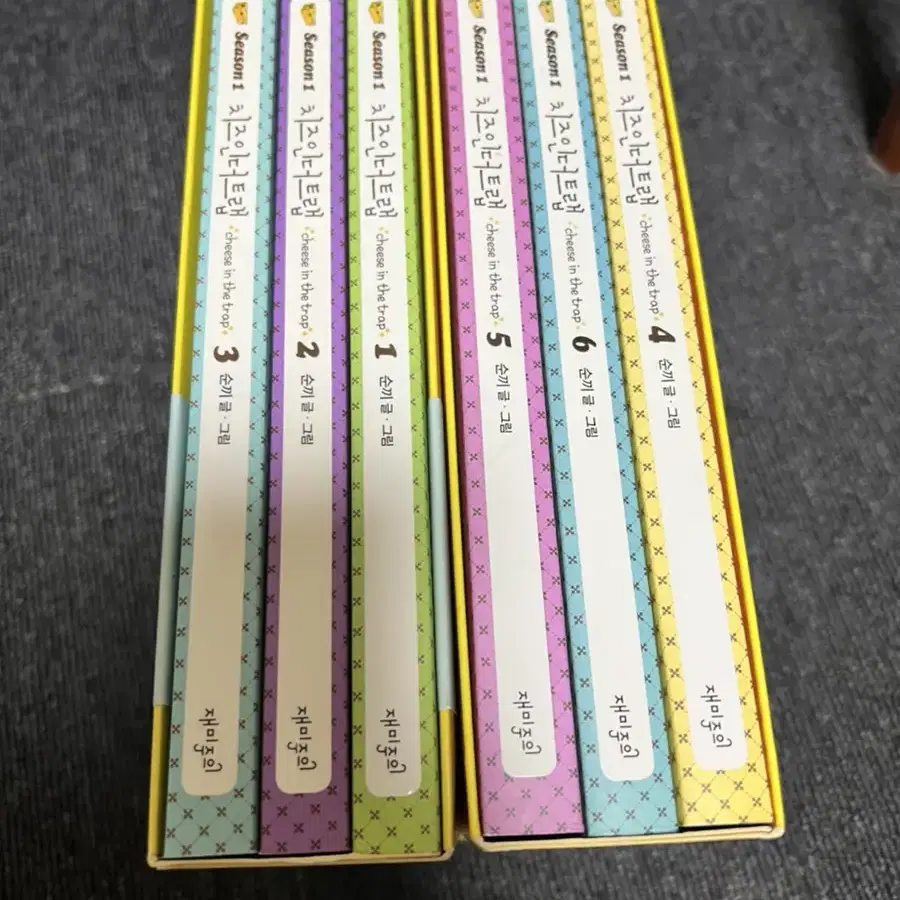 Season 1 치즈인더트랩 cheese in the trap 3 순끼 글·그림 재미주의
Season 1 치즈인더트랩 cheese in the trap 2 순끼 글·그림 재미주의
Season 1 치즈인더트랩 cheese in the trap 1 순끼 글·그림 재미주의
Season 1 치즈인더트랩 cheese in the trap 5 순끼 글·그림 재미주의
Season 1 치즈인더트랩 cheese in the trap 6 순끼 글·그림 재미주의
Season 1 치즈인더트랩 cheese in the trap 4 순끼 글·그림 재미주의